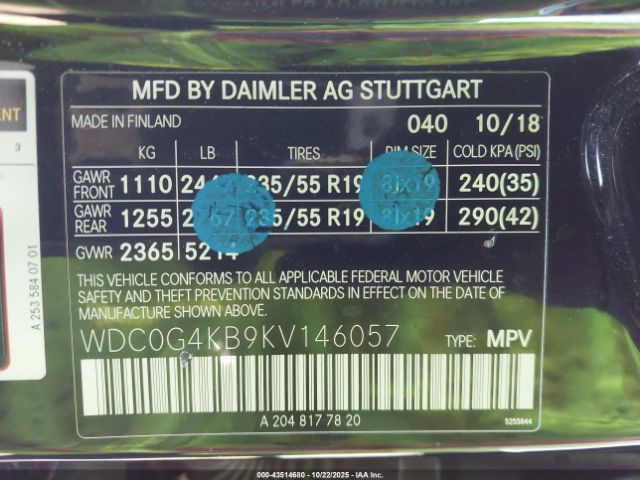 MFD BY DAIMLER AG STUTTGART
MADE IN FINLAND 040 10/18
KG LB TIRES RIM SIZE COLD KPA(PSI)
GAWR FRONT 1110 235/55 R19 8Jx19 240(35)
GAWR REAR 1255 235/55 R19 8Jx19 290(42)
GVWR 2365 5214
THIS VEHICLE CONFORMS TO ALL APPLICABLE FEDERAL MOTOR VEHICLE
SAFETY AND THEFT PREVENTION STANDARDS IN EFFECT ON THE DATE
OF MANUFACTURE SHOWN ABOVE.
WDC0G4KB9KV146057 TYPE: MPV
A 204 817 78 20 5255844
A 253 584 07 01
3
000-43514680 - 10/22/2025 - IAA Inc.